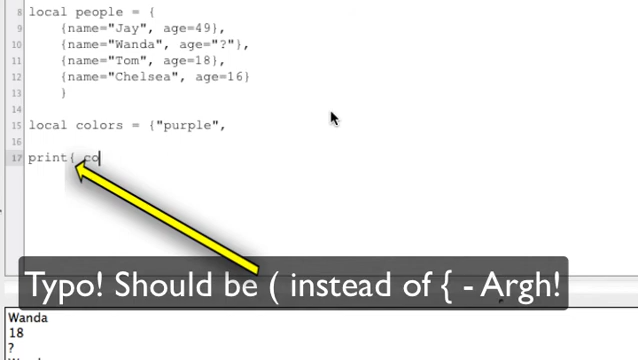 8 local people = {
9 {name="Jay", age=49},
10 {name="Wanda", age="?"},
11 {name="Tom", age=18},
12 {name="Chelsea", age=16}
13 }
14
15 local colors = {"purple",
16
17 print{ co
Typo! Should be ( instead of { - Argh!
Wanda
18
?